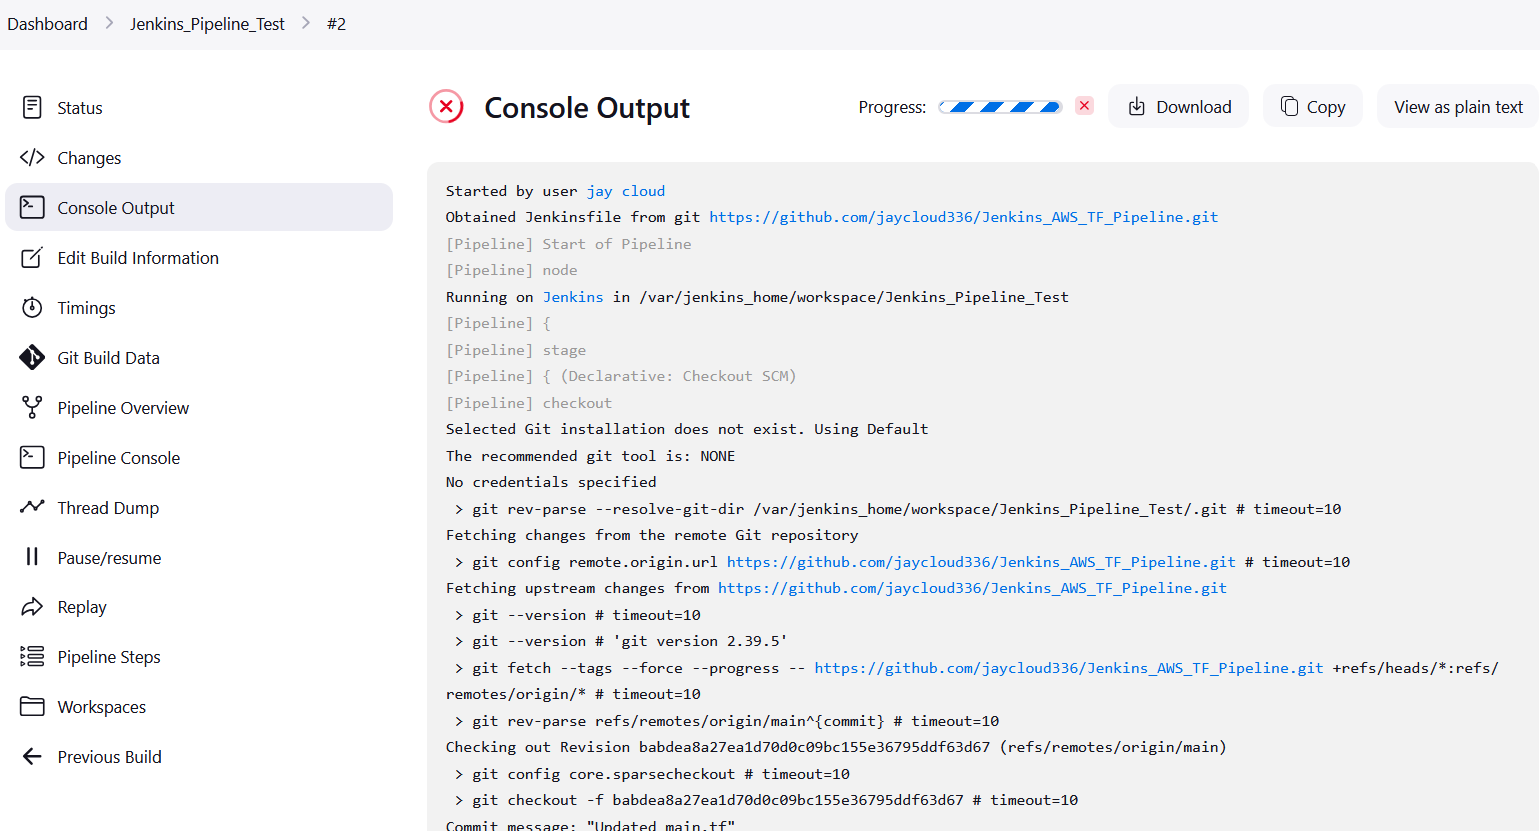 Dashboard > Jenkins_Pipeline_Test > #2
Status
Changes
Console Output
Edit Build Information
Timings
Git Build Data
Pipeline Overview
Pipeline Console
Thread Dump
Pause/resume
Replay
Pipeline Steps
Workspaces
Previous Build
Console Output
Progress:
Download
Copy
View as plain text
Started by user jay cloud
Obtained Jenkinsfile from git https://github.com/jaycloud336/Jenkins_AWS_TF_Pipeline.git
[Pipeline] Start of Pipeline
[Pipeline] node
Running on Jenkins in /var/jenkins_home/workspace/Jenkins_Pipeline_Test
[Pipeline] {
[Pipeline] stage
[Pipeline] { (Declarative: Checkout SCM)
[Pipeline] checkout
Selected Git installation does not exist. Using Default
The recommended git tool is: NONE
No credentials specified
> git rev-parse --resolve-git-dir /var/jenkins_home/workspace/Jenkins_Pipeline_Test/.git # timeout=10
Fetching changes from the remote Git repository
> git config remote.origin.url https://github.com/jaycloud336/Jenkins_AWS_TF_Pipeline.git # timeout=10
Fetching upstream changes from https://github.com/jaycloud336/Jenkins_AWS_TF_Pipeline.git
> git --version # timeout=10
> git --version # 'git version 2.39.5'
> git fetch --tags --force --progress -- https://github.com/jaycloud336/Jenkins_AWS_TF_Pipeline.git +refs/heads/*:refs/
remotes/origin/* # timeout=10
> git rev-parse refs/remotes/origin/main^{commit} # timeout=10
Checking out Revision babdea8a27ea1d70d0c09bc155e36795ddf63d67 (refs/remotes/origin/main)
> git config core.sparsecheckout # timeout=10
> git checkout -f babdea8a27ea1d70d0c09bc155e36795ddf63d67 # timeout=10
Commit message: "Updated main.tf"